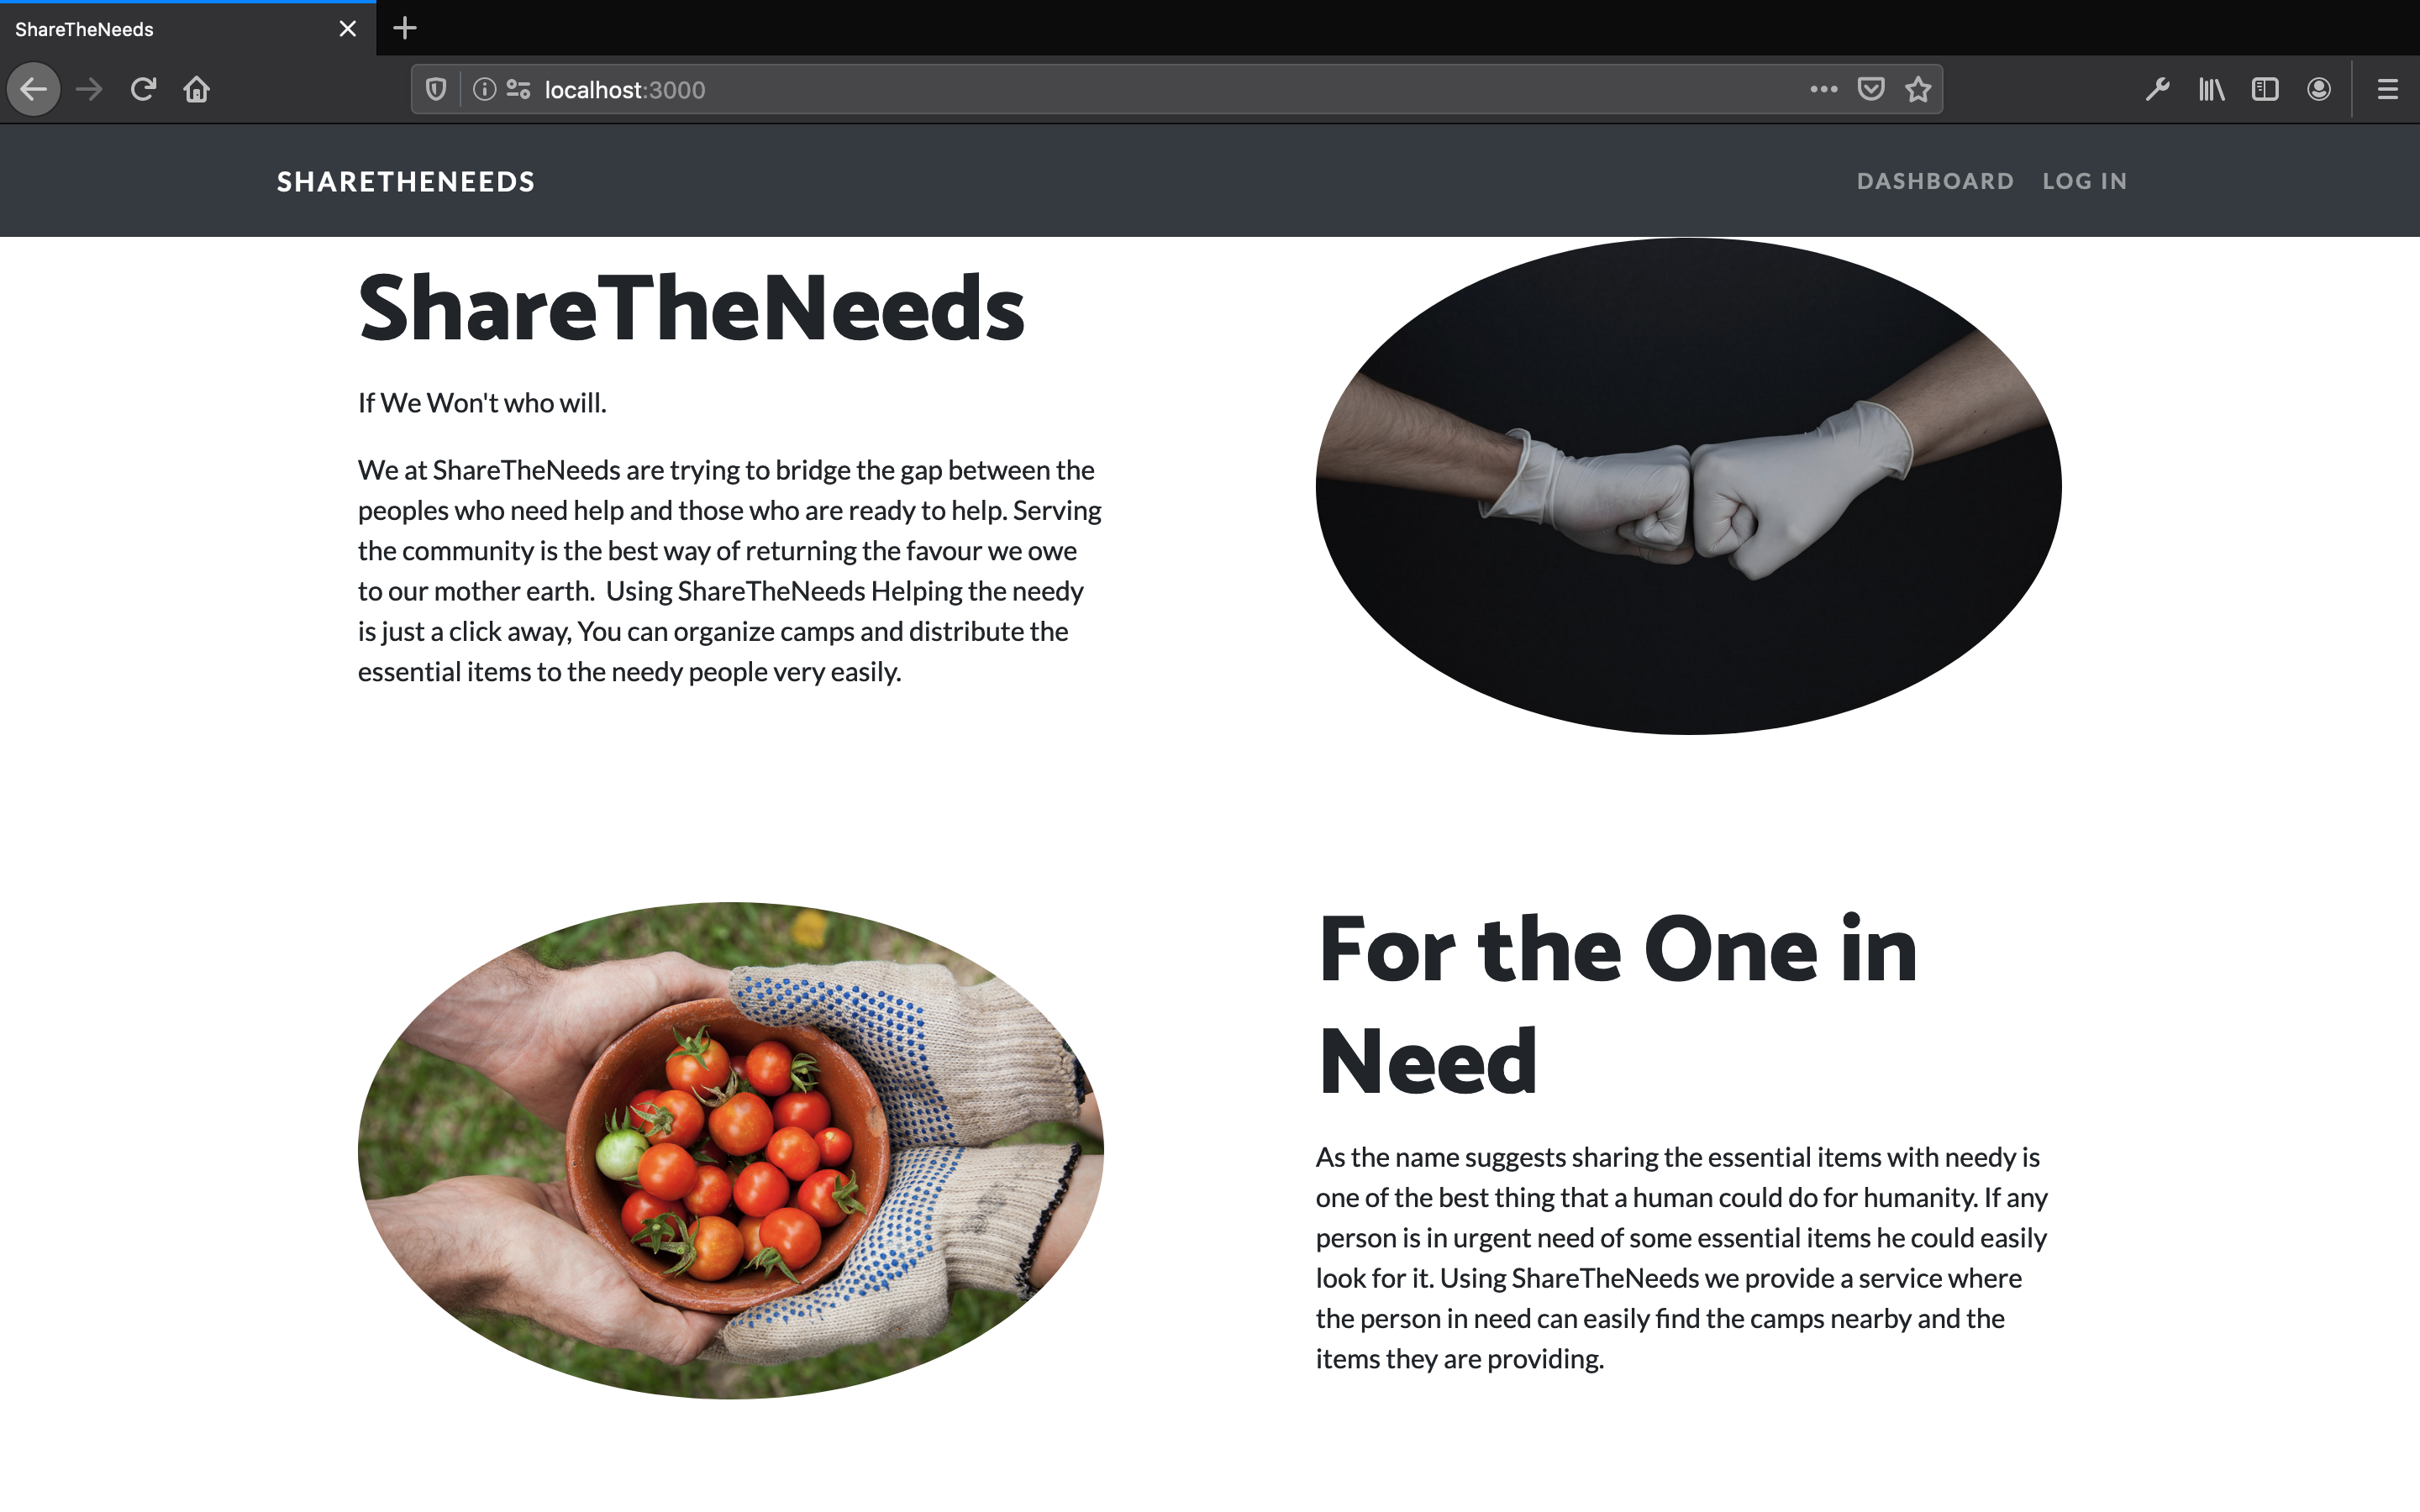 ShareTheNeeds
localhost:3000
SHARETHENEEDS
DASHBOARD LOG IN
ShareTheNeeds
If We Won't who will.
We at ShareTheNeeds are trying to bridge the gap between the
peoples who need help and those who are ready to help. Serving
the community is the best way of returning the favour we owe
to our mother earth.  Using ShareTheNeeds Helping the needy
is just a click away, You can organize camps and distribute the
essential items to the needy people very easily.
For the One in
Need
As the name suggests sharing the essential items with needy is
one of the best thing that a human could do for humanity. If any
person is in urgent need of some essential items he could easily
look for it. Using ShareTheNeeds we provide a service where
the person in need can easily find the camps nearby and the
items they are providing.